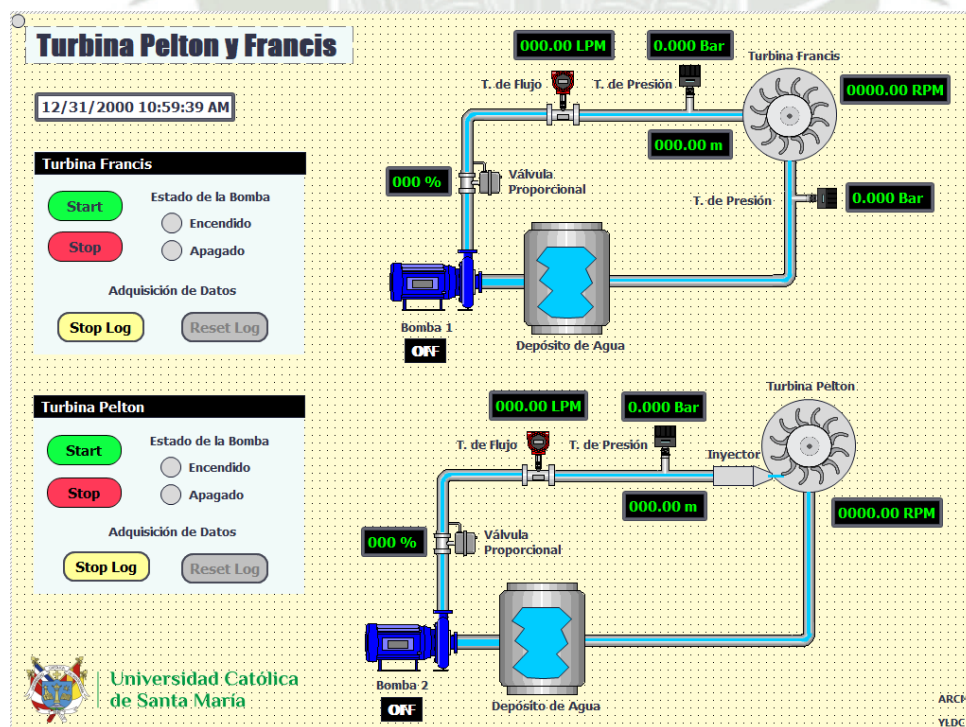 Turbina Pelton y Francis
12/31/2000 10:59:39 AM
Turbina Francis
Start
Stop
Estado de la Bomba
Encendido
Apagado
Adquisición de Datos
Stop Log
Reset Log
000.00 LPM
0.000 Bar
Turbina Francis
T. de Flujo
T. de Presión
0000.00 RPM
000.00 m
000 %
Válvula
Proporcional
T. de Presión
0.000 Bar
Bomba 1
Depósito de Agua
Turbina Pelton
Start
Stop
Estado de la Bomba
Encendido
Apagado
Adquisición de Datos
Stop Log
Reset Log
Turbina Pelton
000.00 LPM
0.000 Bar
T. de Flujo
T. de Presión
Inyector
000.00 m
0000.00 RPM
000 %
Válvula
Proporcional
Bomba 2
Depósito de Agua
Universidad Católica
de Santa María
YLDC